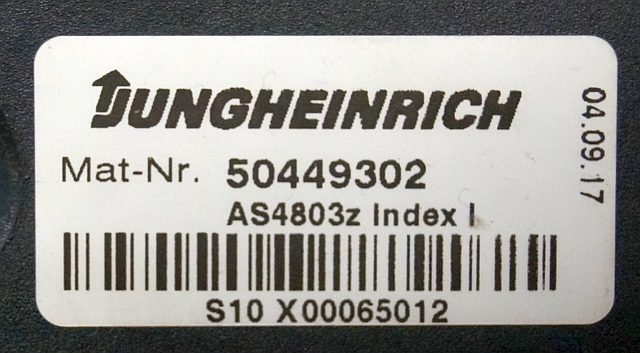 JUNGHEINRICH
04.09.17
Mat-Nr. 50449302
AS4803z Index I
S10 X00065012